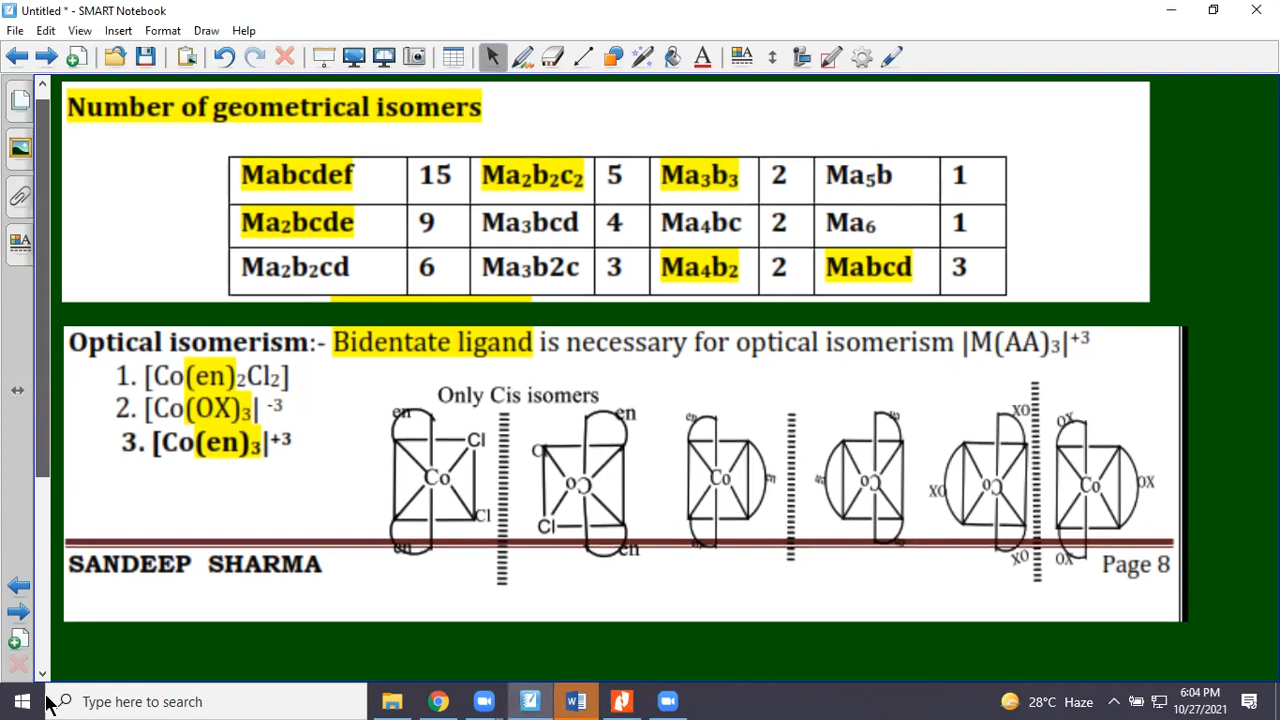 Untitled * - SMART Notebook
File Edit View Insert Format Draw Help
Number of geometrical isomers
Mabcdef 15 Ma₂b₂c₂ 5 Ma₃b₃ 2 Ma₅b 1
Ma₂bcde 9 Ma₃bcd 4 Ma₄bc 2 Ma₆ 1
Ma₂b₂cd 6 Ma₃b2c 3 Ma₄b₂ 2 Mabcd 3
Optical isomerism:- Bidentate ligand is necessary for optical isomerism |M(AA)₃|⁺³
1. [Co(en)₂Cl₂]
2. [Co(OX)₃| ⁻³
3. [Co(en)₃|⁺³
Only Cis isomers
en Cl Co Cl en
en Co Cl en
en Co en
Co
XO XO Co XO
OX Co OX OX
SANDEEP SHARMA Page 8
Type here to search
28°C Haze
6:04 PM
10/27/2021